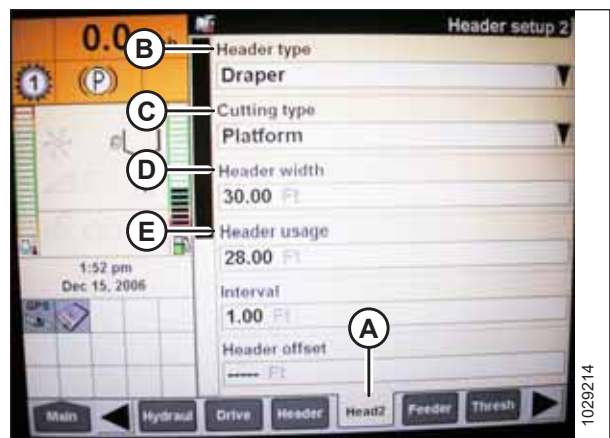 0.0
Header setup 2
B
Header type
1
(P)
Draper
C
Cutting type
Platform
D
Header width
30.00 Ft
E
Header usage
28.00 Ft
1:52 pm
Dec 15, 2006
Interval
1.00 Ft
GPS
A
Header offset
----- Ft
Main
Hydraul
Drive
Header
Head2
Feeder
Thresh
1029214